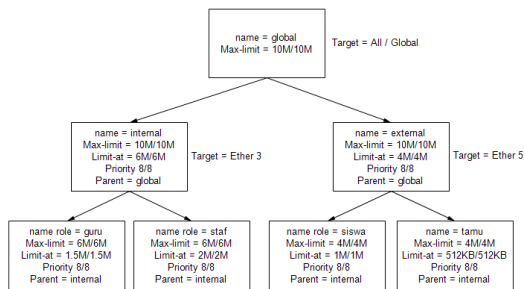 name = global
Max-limit = 10M/10M
Target = All / Global
name = internal
Max-limit = 10M/10M
Limit-at = 6M/6M
Priority 8/8
Parent = global
Target = Ether 3
name = external
Max-limit = 10M/10M
Limit-at = 4M/4M
Priority 8/8
Parent = global
Target = Ether 5
name role = guru
Max-limit = 6M/6M
Limit-at = 1.5M/1.5M
Priority 8/8
Parent = internal
name role = staf
Max-limit = 6M/6M
Limit-at = 2M/2M
Priority 8/8
Parent = internal
name role = siswa
Max-limit = 4M/4M
Limit-at = 1M/1M
Priority 8/8
Parent = internal
name = tamu
Max-limit = 4M/4M
Limit-at = 512KB/512KB
Priority 8/8
Parent = internal